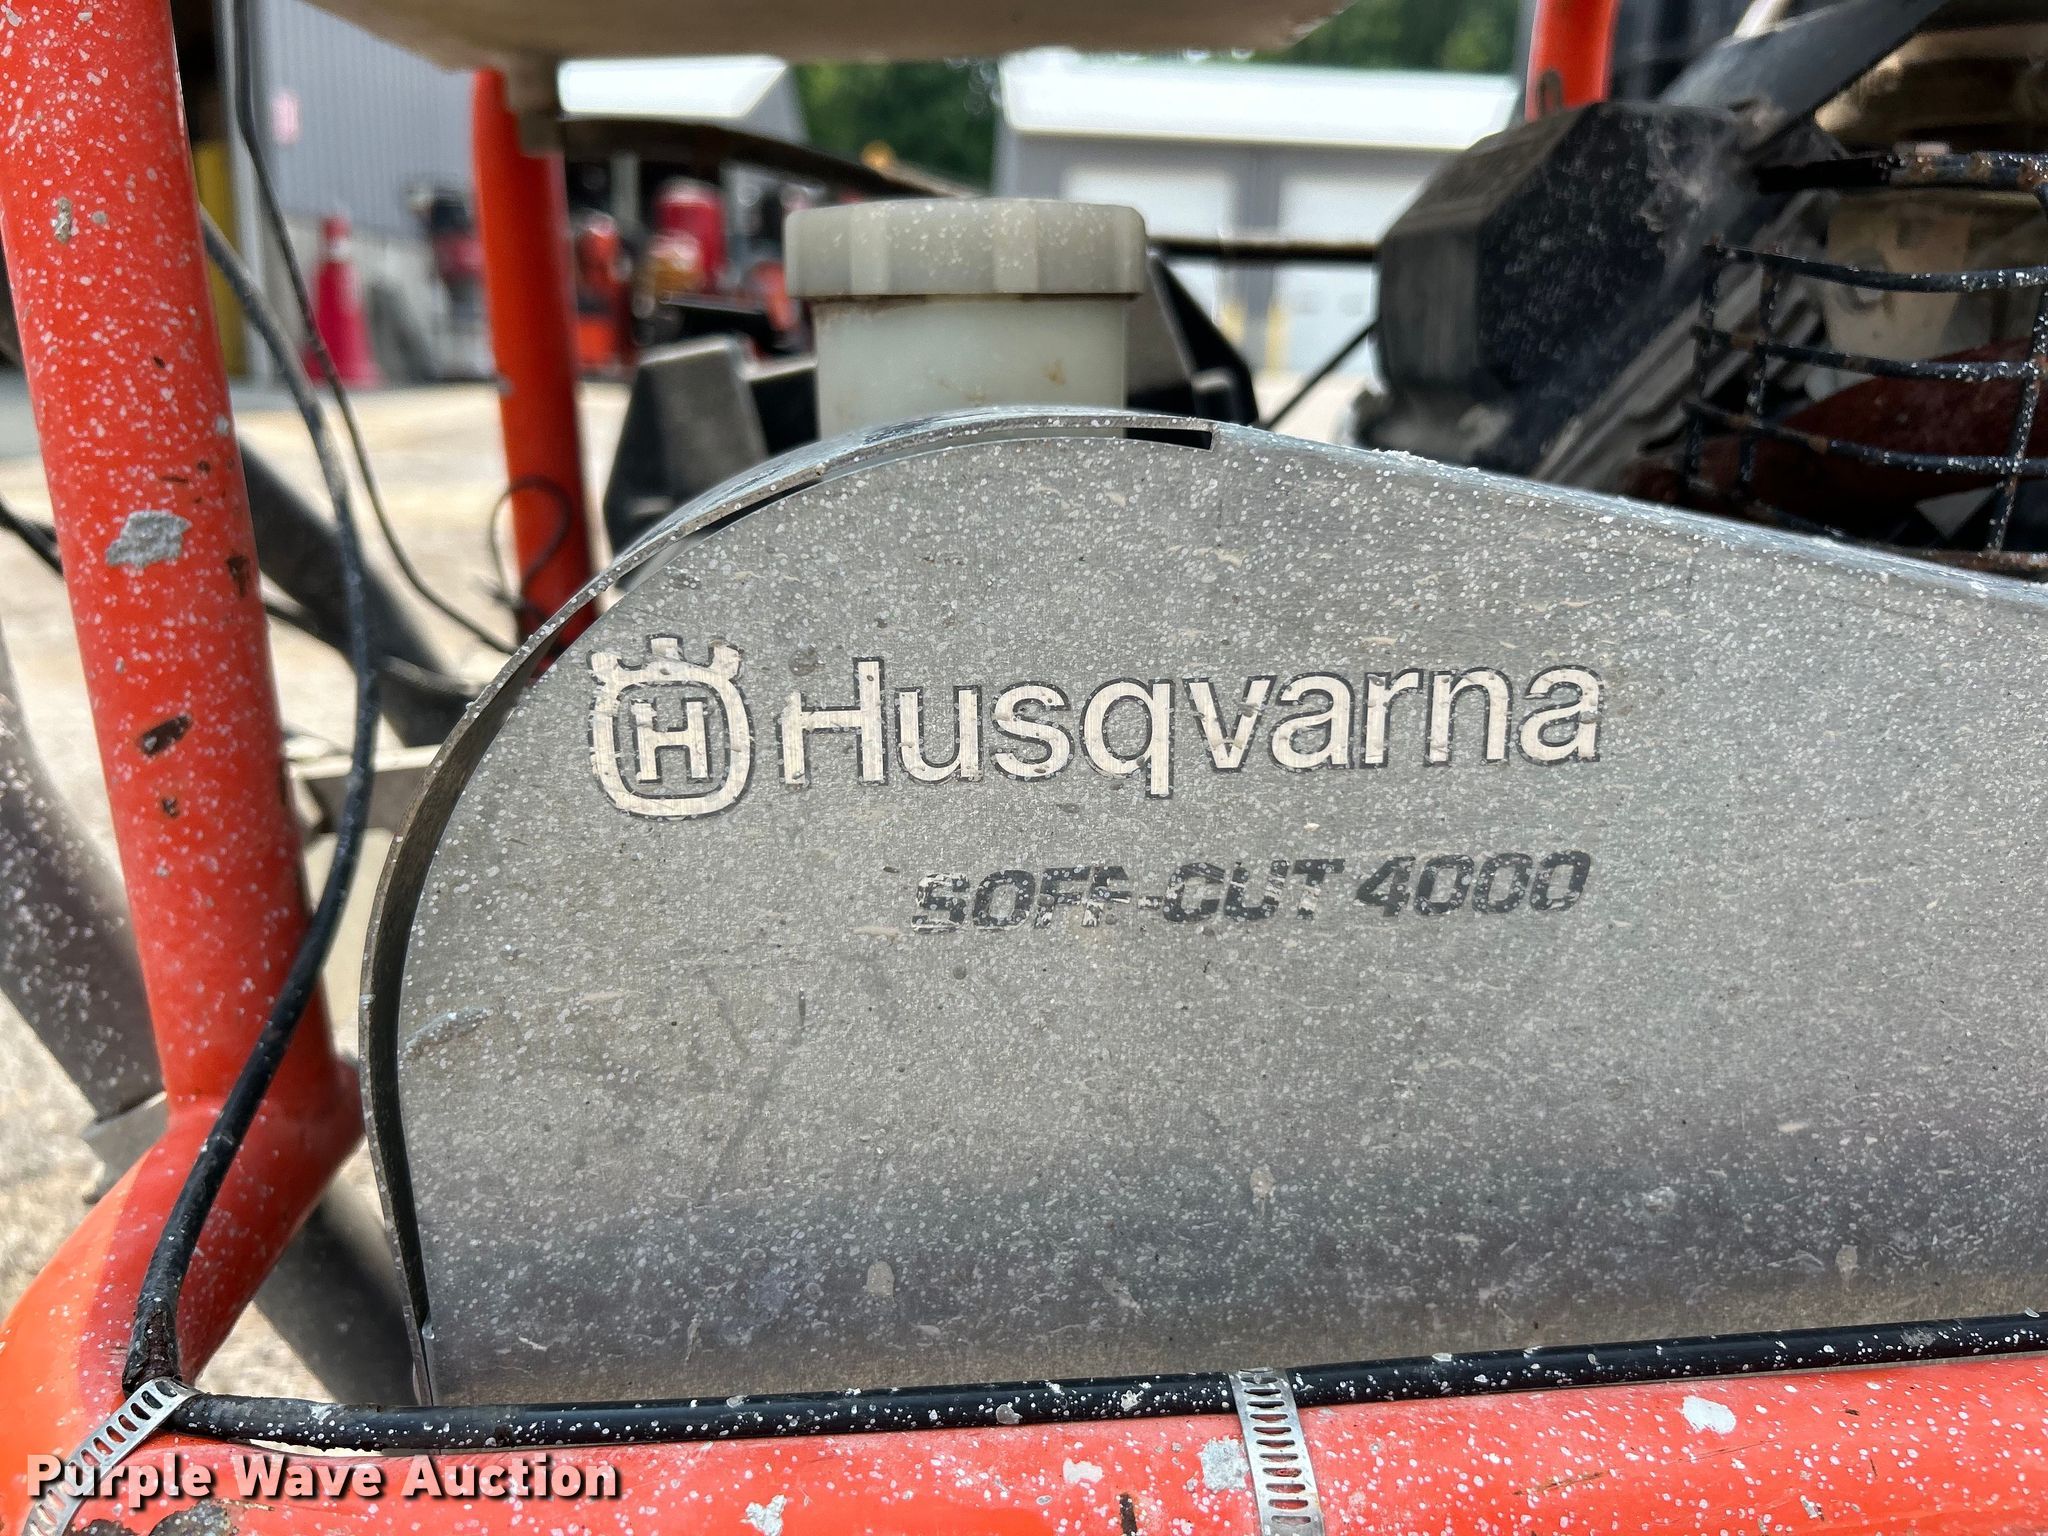 H Husqvarna
SOFF-CUT 4000
Purple Wave Auction